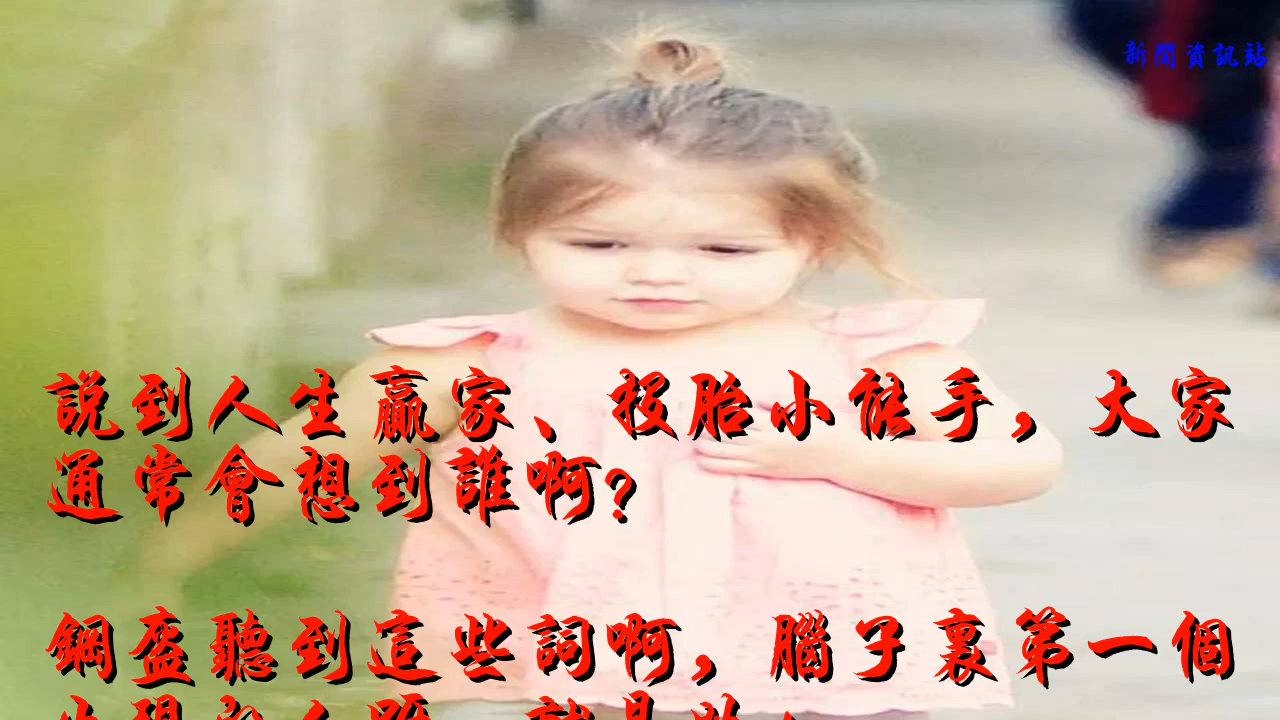 新聞資訊站
説到人生贏家、投胎小能手，大家
通常會想到誰啊？
鋼盔聽到這些詞啊，腦子裏第一個